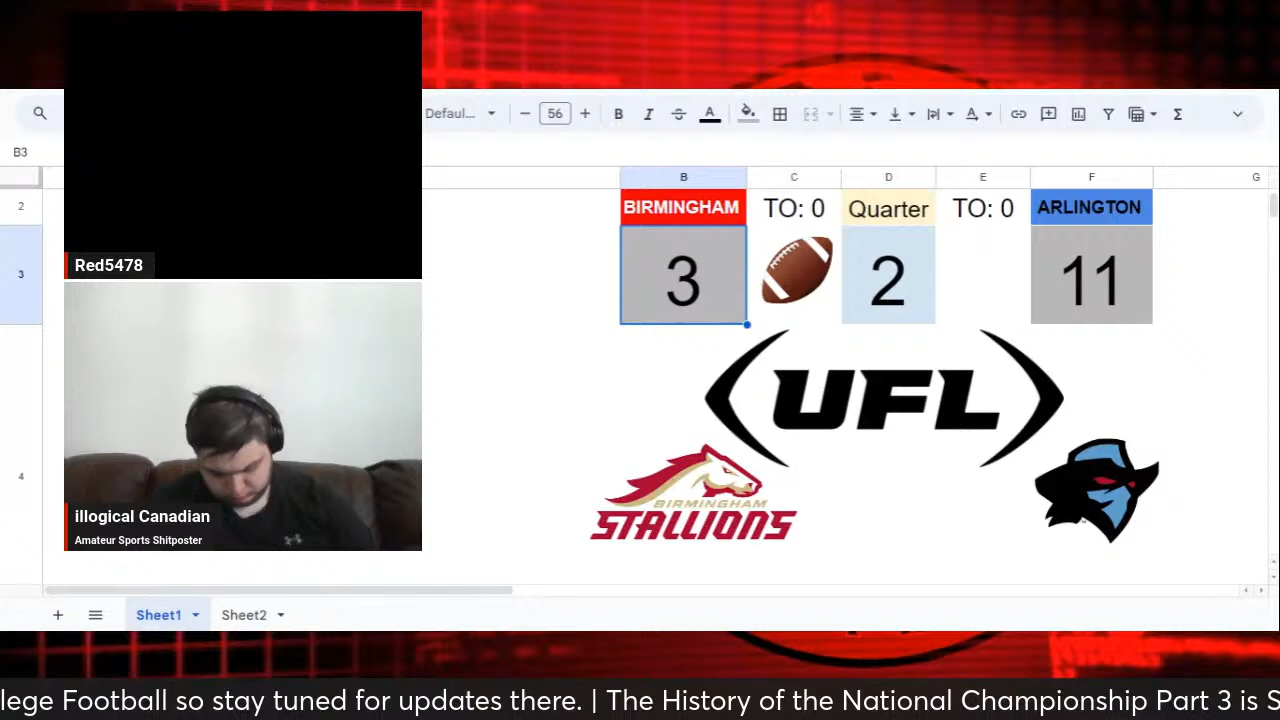 Defaul...
56
B
I
A
B3
B
C
D
E
F
G
2
BIRMINGHAM
TO: 0
Quarter
TO: 0
ARLINGTON
3
3
2
11
4
UFL
BIRMINGHAM
STALLIONS
Red5478
illogical Canadian
Amateur Sports Shitposter
Sheet1
Sheet2
lege Football so stay tuned for updates there. | The History of the National Championship Part 3 is S